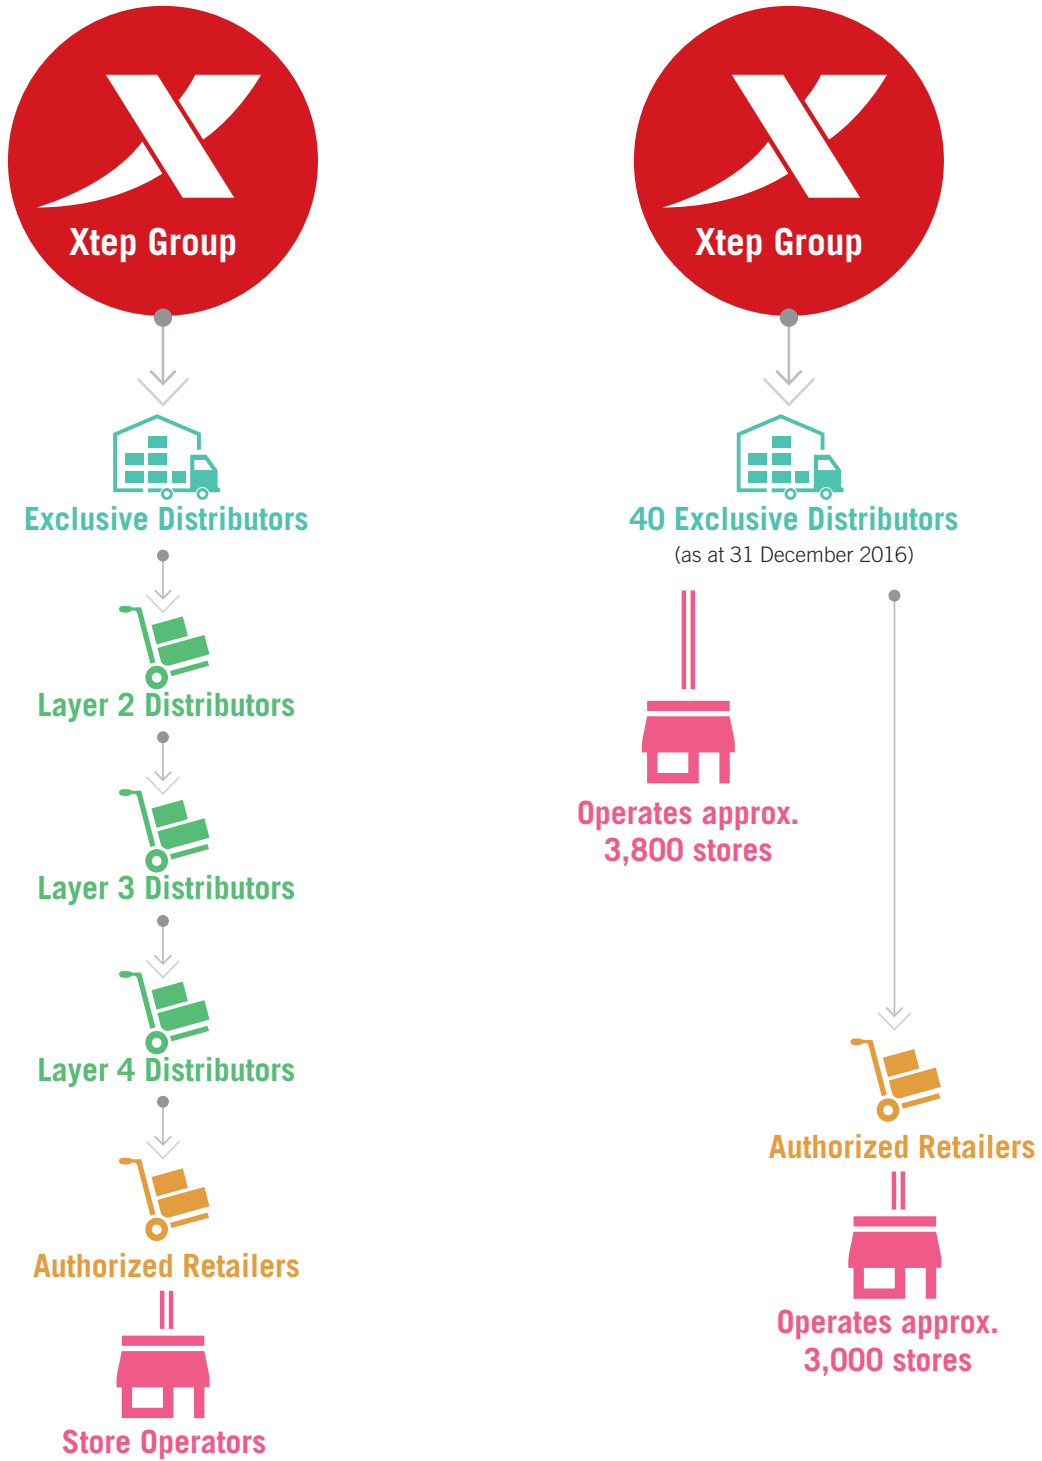 Xtep Group
Exclusive Distributors
Layer 2 Distributors
Layer 3 Distributors
Layer 4 Distributors
Authorized Retailers
Store Operators
Xtep Group
40 Exclusive Distributors
(as at 31 December 2016)
Operates approx.
3,800 stores
Authorized Retailers
Operates approx.
3,000 stores